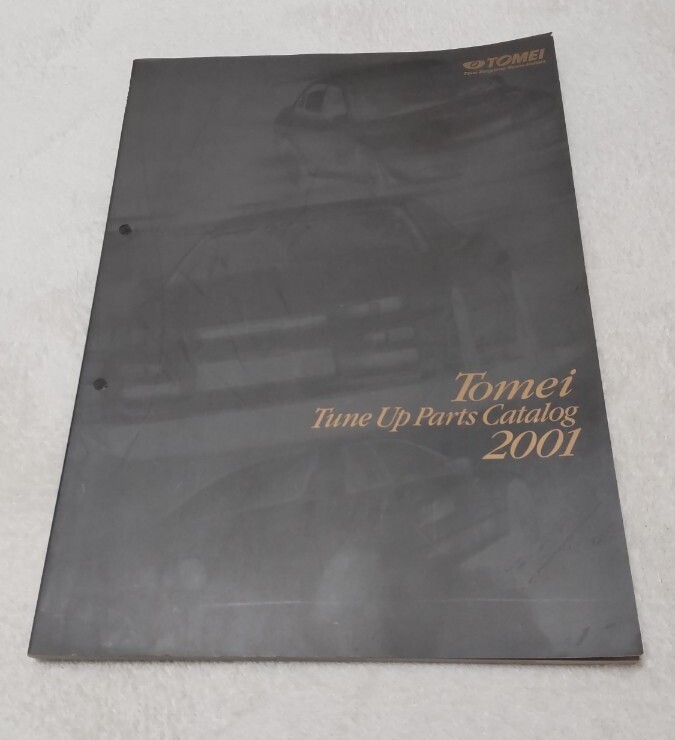 TOMEI
Tomei
Tune Up Parts Catalog
2001